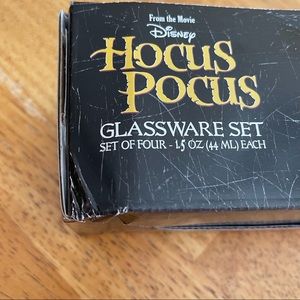 From the Movie
Disney
HOCUS
POCUS
GLASSWARE SET
SET OF FOUR - 1.5 OZ (44 ML) EACH